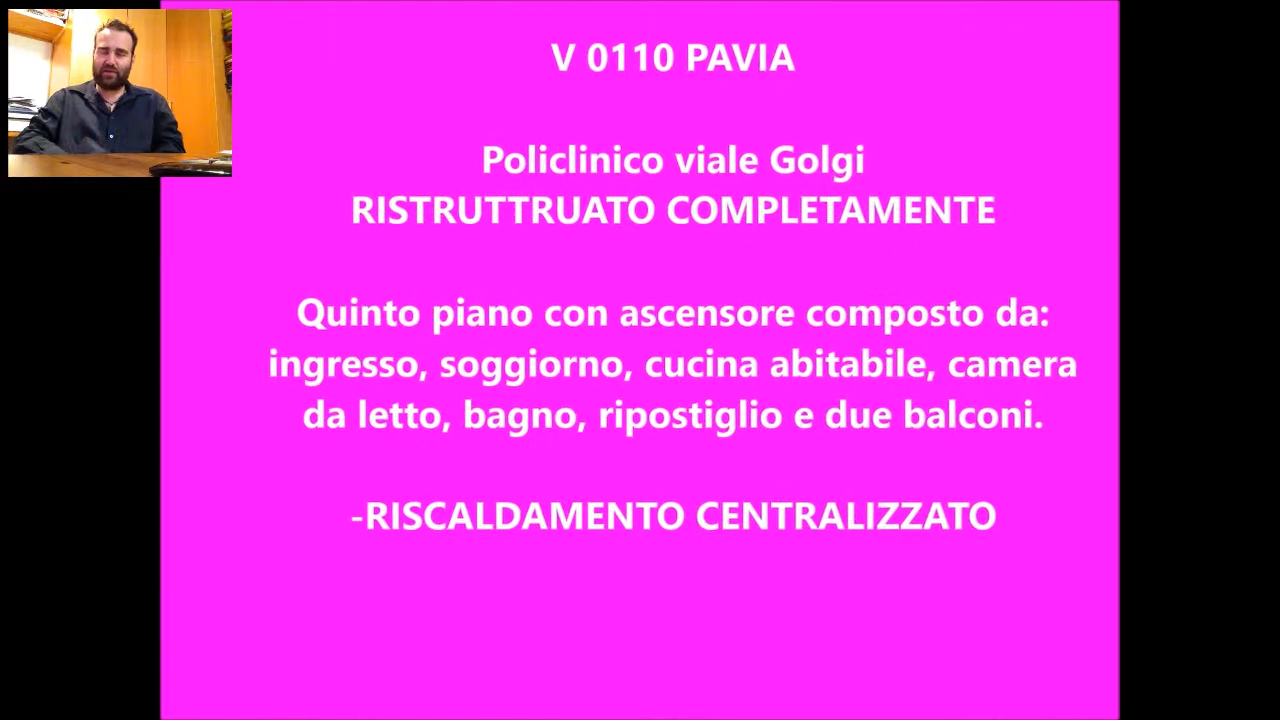 V 0110 PAVIA
Policlinico viale Golgi
RISTRUTTRUATO COMPLETAMENTE
Quinto piano con ascensore composto da:
ingresso, soggiorno, cucina abitabile, camera
da letto, bagno, ripostiglio e due balconi.
-RISCALDAMENTO CENTRALIZZATO